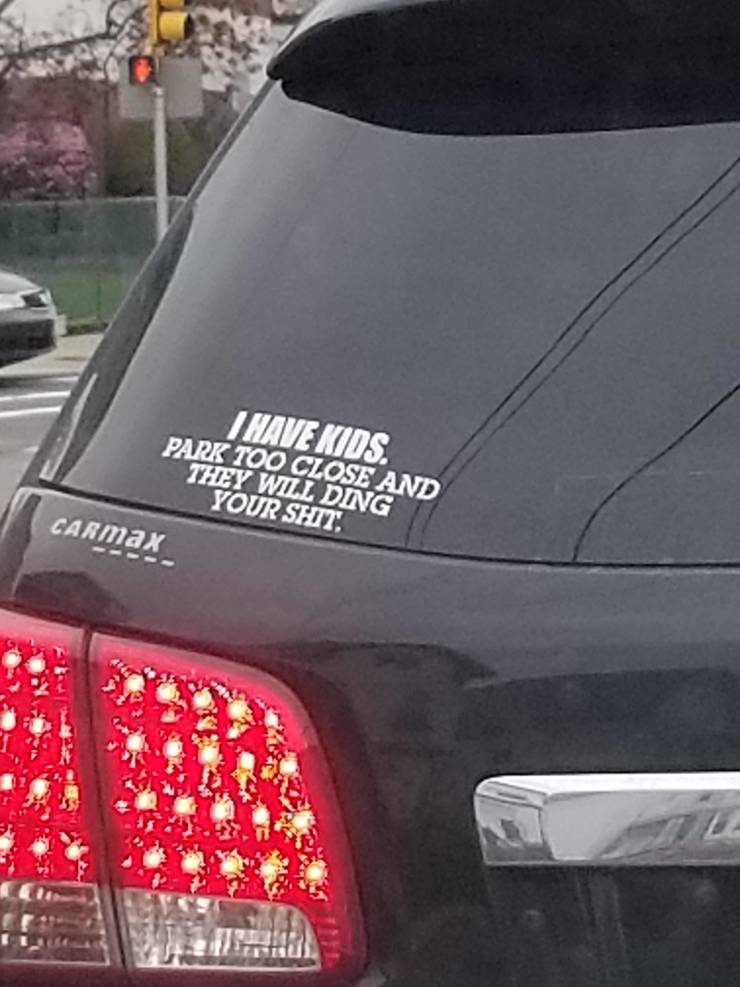 I HAVE KIDS.
PARK TOO CLOSE AND
THEY WILL DING
YOUR SHIT.
CARmax